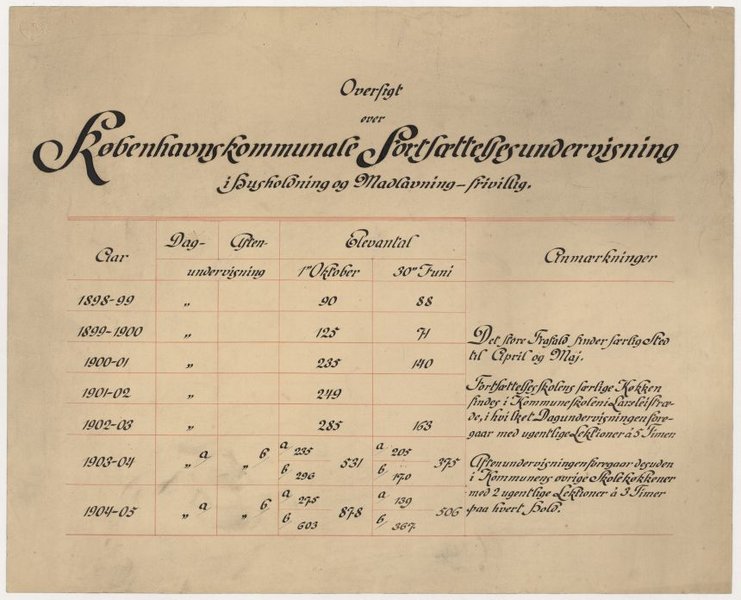 Oversigt
over
Københavns kommunale Fortsættelsesundervisning
i Husholdning og Madlavning – frivillig.
Aar Dag- Aften- Elevantal Anmærkninger
undervisning 1ste Oktober 30te Juni
1898-99 „ 90 88
1899-1900 „ 125 71
1900-01 „ 235 140
1901-02 „ 249
1902-03 „ 285 163
1903-04 „a „b a 235 531 a 205 375
b 296 b 170
1904-05 „a „b a 275 878 a 139 506
b 603 b 367
Det store Frafald finder særlig Sted
til April og Maj.
Fortsættelsesskolens særlige Køkken
findes i Kommuneskolen i Larsleistræ-
de, i hvilket Dagundervisningen fore-
gaar med ugentlige Lektioner á 5 Timer
Aftenundervisningen foregaar desuden
i Kommunens øvrige Skolekøkkener
med 2 ugentlige Lektioner á 3 Timer
paa hvert Hold.